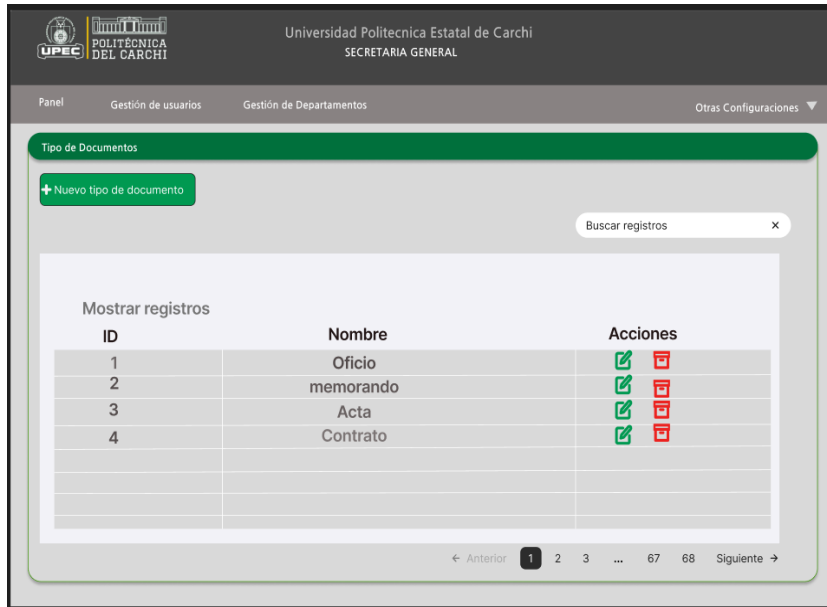 UPEC
POLITÉCNICA
DEL CARCHI
Universidad Politecnica Estatal de Carchi
SECRETARIA GENERAL
Panel Gestión de usuarios Gestión de Departamentos Otras Configuraciones
Tipo de Documentos
+ Nuevo tipo de documento
Buscar registros ×
Mostrar registros
ID Nombre Acciones
1 Oficio
2 memorando
3 Acta
4 Contrato
← Anterior 1 2 3 ... 67 68 Siguiente →